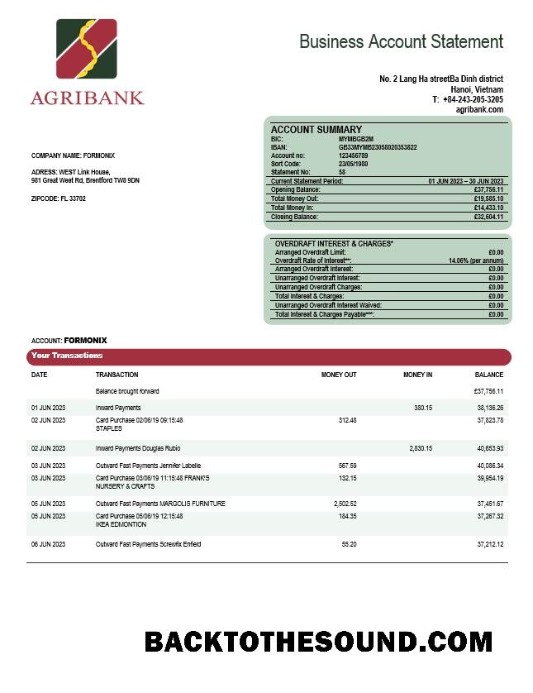 AGRIBANK
Business Account Statement
No. 2 Lang Ha streetBa Dinh district
Hanoi, Vietnam
T: +84-243-205-3205
agribank.com
COMPANY NAME: FORMONIX
ADRESS: WEST Link House,
981 Great West Rd, Brentford TW8 9DN
ZIPCODE: FL 33702
ACCOUNT SUMMARY
BIC: MYMBGB2M
IBAN: GB33MYMB23058020353822
Account no: 123456789
Sort Code: 23/05/1980
Statement No: 58
Current Statement Period: 01 JUN 2023 – 30 JUN 2023
Opening Balance: £37,756.11
Total Money Out: £19,585.10
Total Money In: £14,433.10
Closing Balance: £32,604.11
OVERDRAFT INTEREST & CHARGES*
Arranged Overdraft Limit: £0.00
Overdraft Rate of Interest**: 14.06% (per annum)
Arranged Overdraft Interest: £0.00
Unarranged Overdraft Interest: £0.00
Unarranged Overdraft Charges: £0.00
Total Interest & Charges: £0.00
Unarranged Overdraft Interest Waived: £0.00
Total Interest & Charges Payable***: £0.00
ACCOUNT: FORMONIX
Your Transactions
DATE TRANSACTION MONEY OUT MONEY IN BALANCE
Balance brought forward £37,756.11
01 JUN 2023 Inward Payments 380.15 38,136.26
02 JUN 2023 Card Purchase 02/06/19 09:15:48 312.48 37,823.78
STAPLES
02 JUN 2023 Inward Payments Douglas Rubio 2,830.15 40,653.93
03 JUN 2023 Outward Fast Payments Jennifer Labelle 567.59 40,086.34
03 JUN 2023 Card Purchase 03/06/19 11:15:48 FRANK'S 132.15 39,954.19
NURSERY & CRAFTS
05 JUN 2023 Outward Fast Payments MARGOLIS FURNITURE 2,502.52 37,451.67
05 JUN 2023 Card Purchase 05/06/19 12:15:48 184.35 37,267.32
IKEA EDMONTION
06 JUN 2023 Outward Fast Payments Screwfix Enfield 55.20 37,212.12
BACKTOTHESOUND.COM